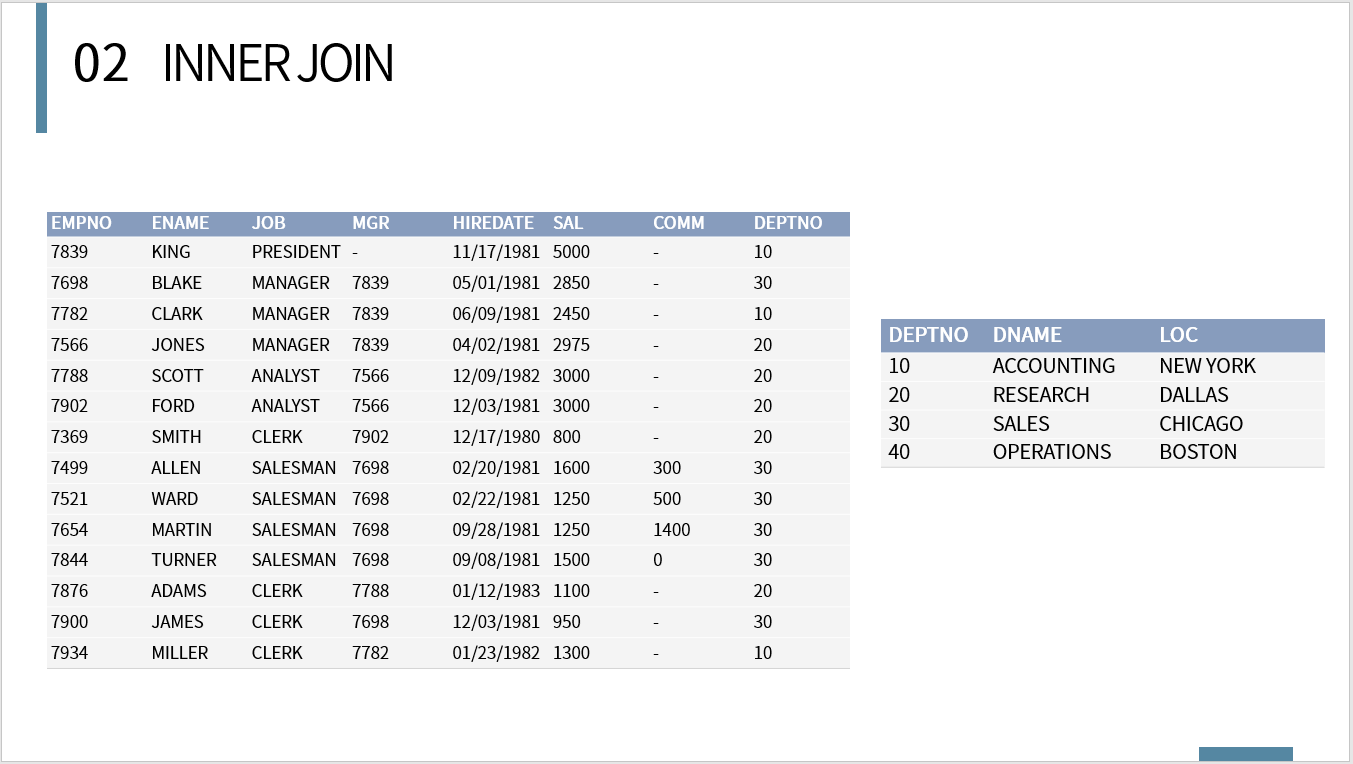 02 INNER JOIN
EMPNO ENAME JOB MGR HIREDATE SAL COMM DEPTNO
7839 KING PRESIDENT - 11/17/1981 5000 - 10
7698 BLAKE MANAGER 7839 05/01/1981 2850 - 30
7782 CLARK MANAGER 7839 06/09/1981 2450 - 10
7566 JONES MANAGER 7839 04/02/1981 2975 - 20
7788 SCOTT ANALYST 7566 12/09/1982 3000 - 20
7902 FORD ANALYST 7566 12/03/1981 3000 - 20
7369 SMITH CLERK 7902 12/17/1980 800 - 20
7499 ALLEN SALESMAN 7698 02/20/1981 1600 300 30
7521 WARD SALESMAN 7698 02/22/1981 1250 500 30
7654 MARTIN SALESMAN 7698 09/28/1981 1250 1400 30
7844 TURNER SALESMAN 7698 09/08/1981 1500 0 30
7876 ADAMS CLERK 7788 01/12/1983 1100 - 20
7900 JAMES CLERK 7698 12/03/1981 950 - 30
7934 MILLER CLERK 7782 01/23/1982 1300 - 10
DEPTNO DNAME LOC
10 ACCOUNTING NEW YORK
20 RESEARCH DALLAS
30 SALES CHICAGO
40 OPERATIONS BOSTON